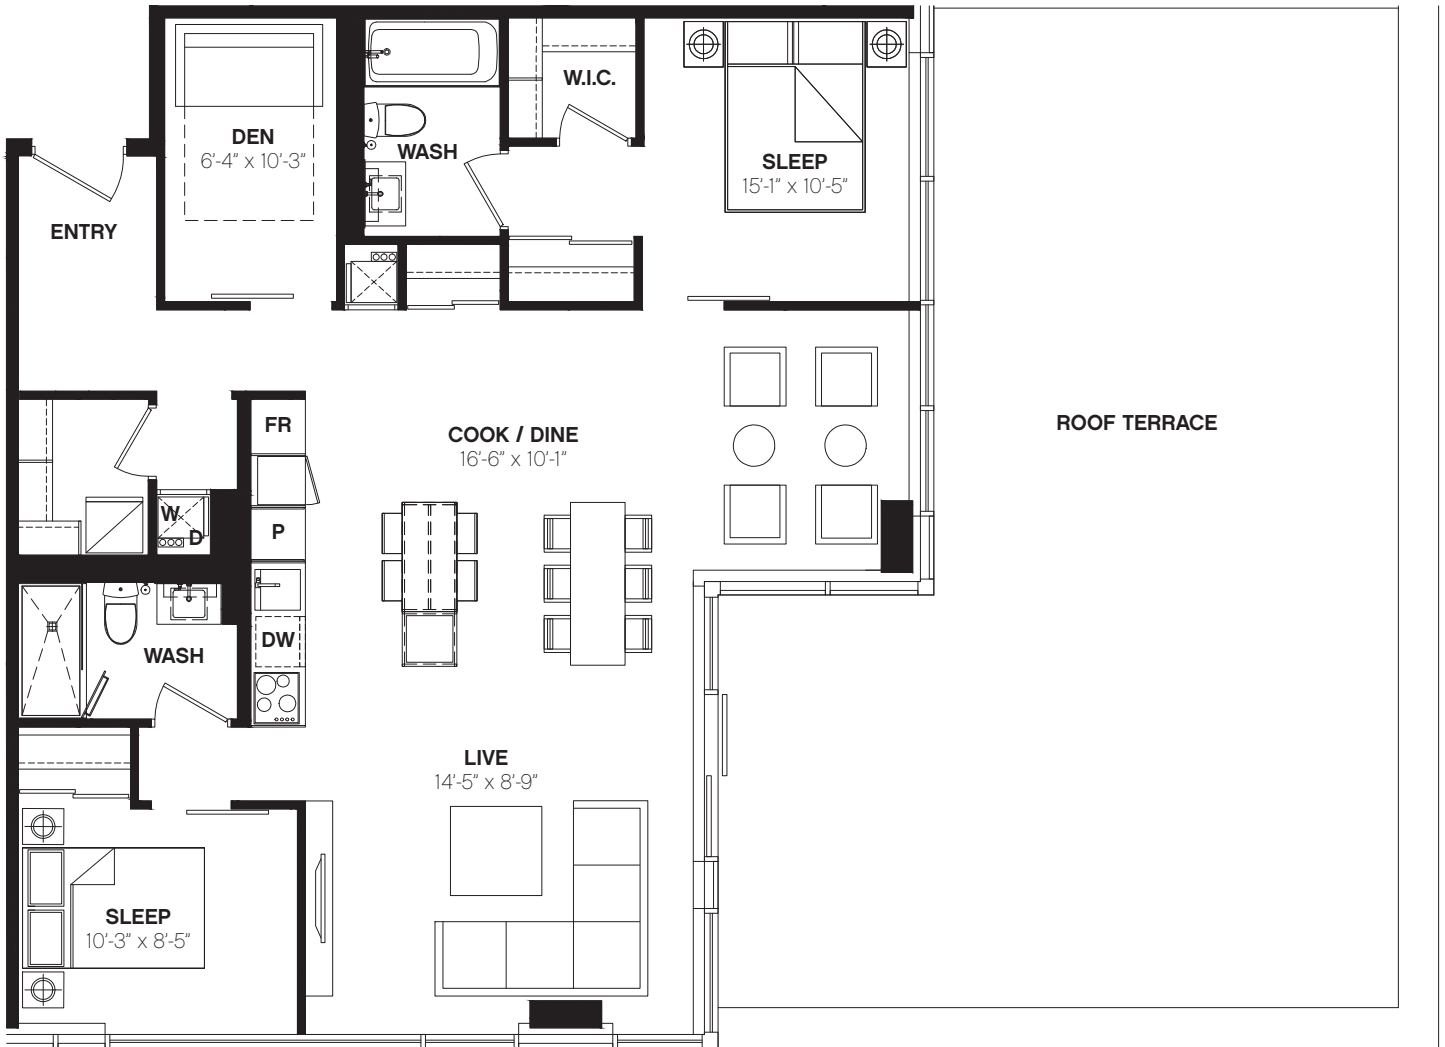 DEN
6'-4" x 10'-3"
W.I.C.
WASH
SLEEP
15'-1" x 10'-5"
ENTRY
FR
COOK / DINE
16'-6" x 10'-1"
ROOF TERRACE
W
D
P
DW
WASH
LIVE
14'-5" x 8'-9"
SLEEP
10'-3" x 8'-5"